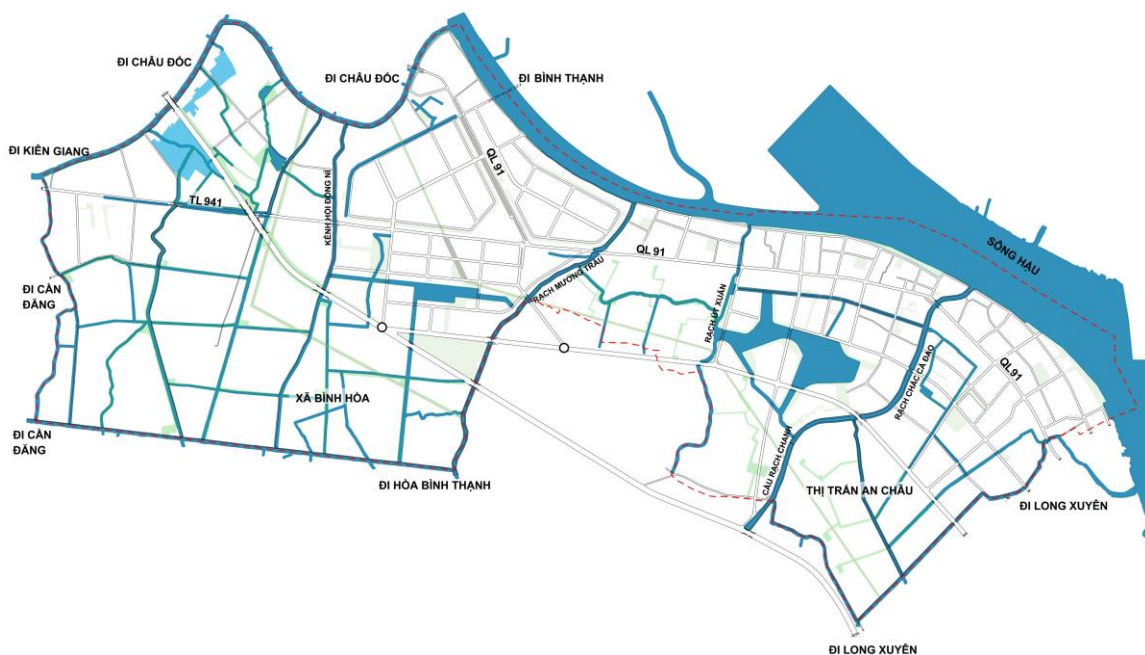 ĐI CHÂU ĐỐC
ĐI CHÂU ĐỐC
ĐI BÌNH THẠNH
ĐI KIÊN GIANG
QL 91
TL 941
KÊNH HỘI ĐỒNG NÌ
QL 91
SÔNG HẬU
ĐI CẦN
ĐĂNG
RẠCH MƯƠNG TRÂU
RẠCH ÚT XUÂN
RẠCH CHẮC CÀ ĐAO
QL91
XÃ BÌNH HÒA
ĐI CẦN
ĐĂNG
ĐI HÒA BÌNH THẠNH
CẦU RẠCH CHANH
THỊ TRẤN AN CHÂU
ĐI LONG XUYÊN
ĐI LONG XUYÊN